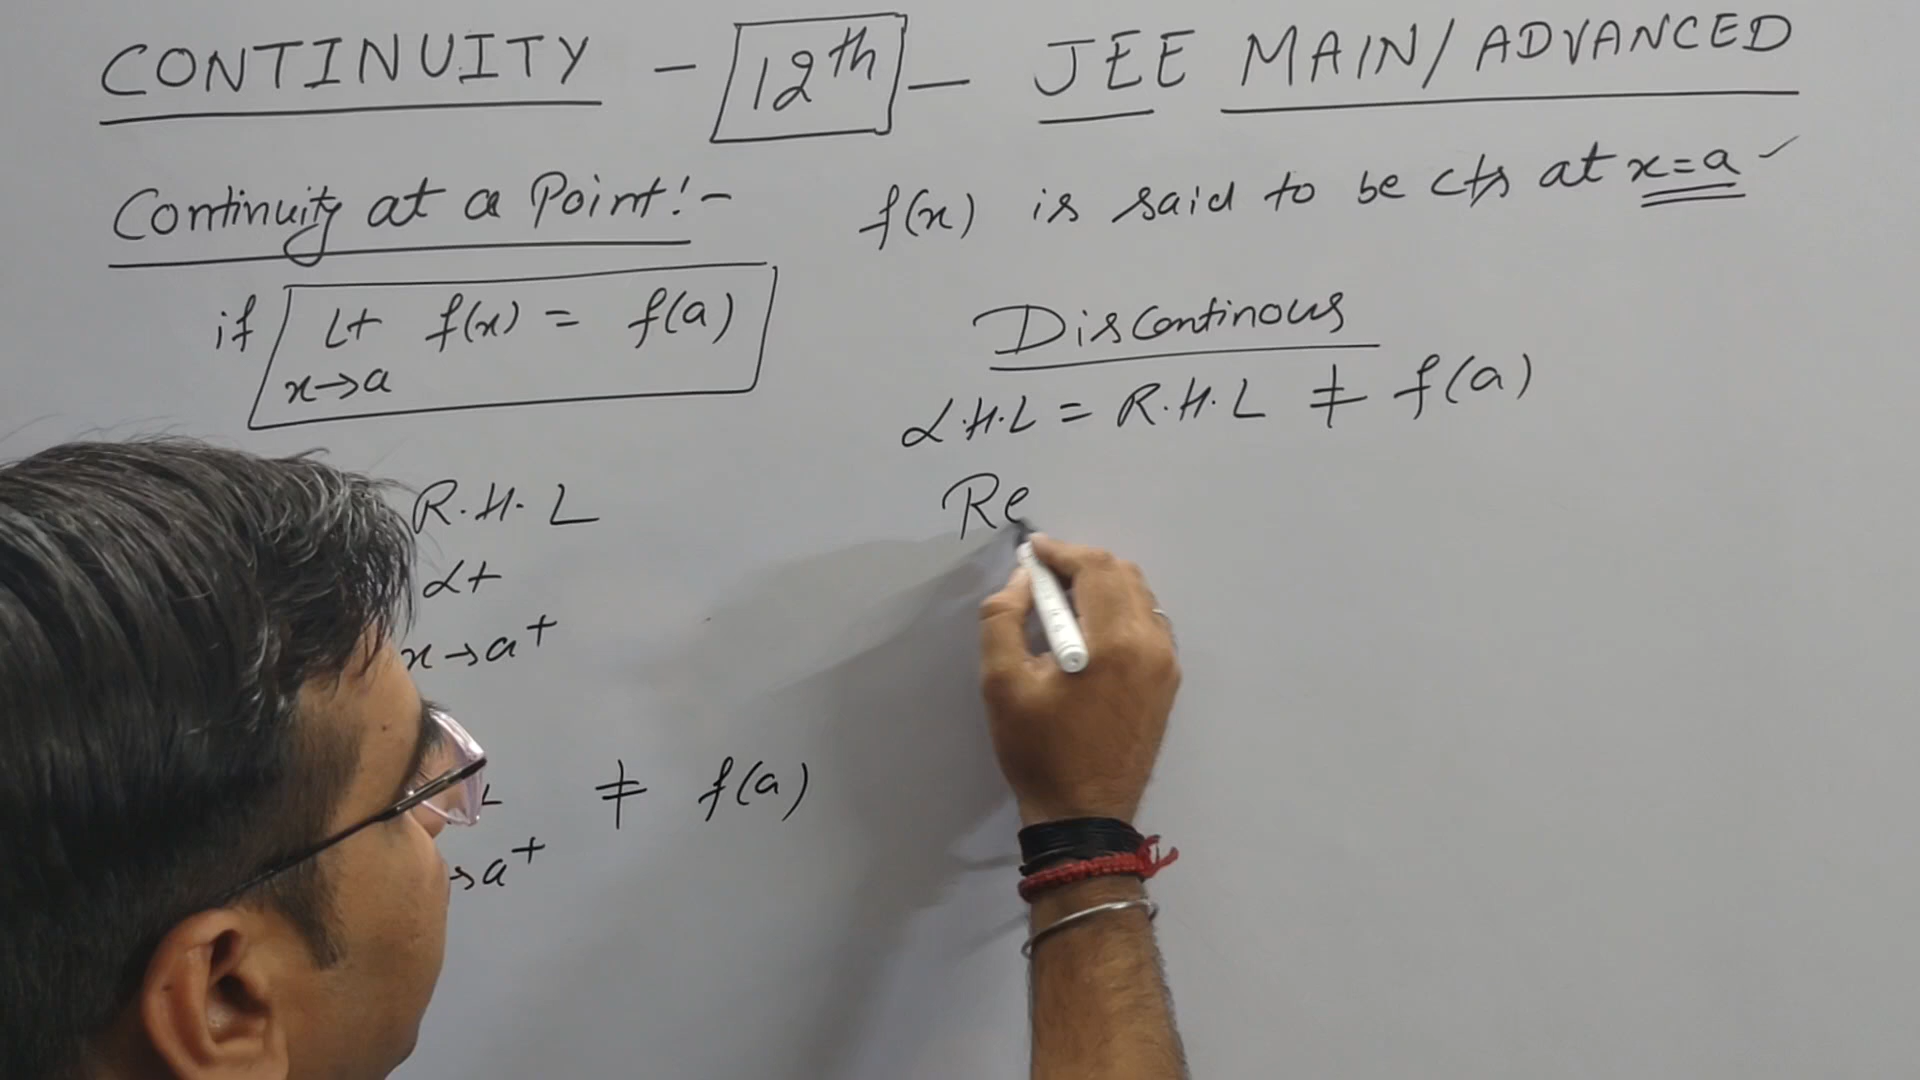 CONTINUITY - 12th - JEE MAIN/ADVANCED
Continuity at a Point:- f(x) is said to be cts at x=a ✓
if Lt f(x) = f(a)
x→a
R.H.L
Lt
x→a+
≠ f(a)
→a+
Discontinous
L.H.L = R.H.L ≠ f(a)
Re